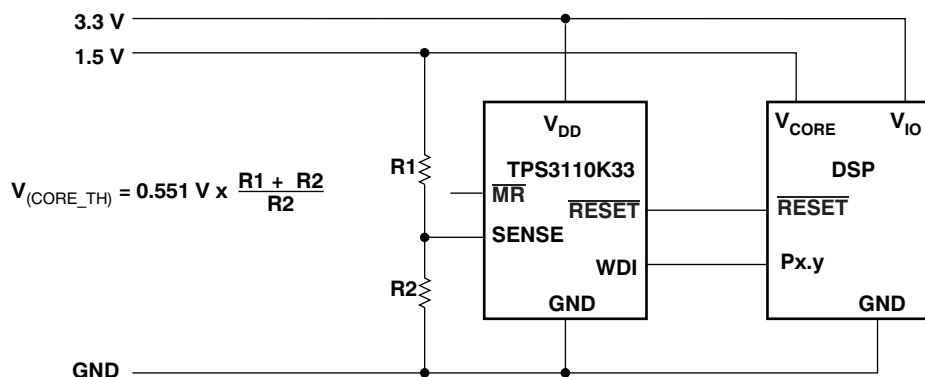 3.3 V
1.5 V
V(CORE_TH) = 0.551 V x R1 + R2
R2
R1
R2
VDD
TPS3110K33
MR
RESET
SENSE
WDI
GND
VCORE
VIO
DSP
RESET
Px.y
GND
GND